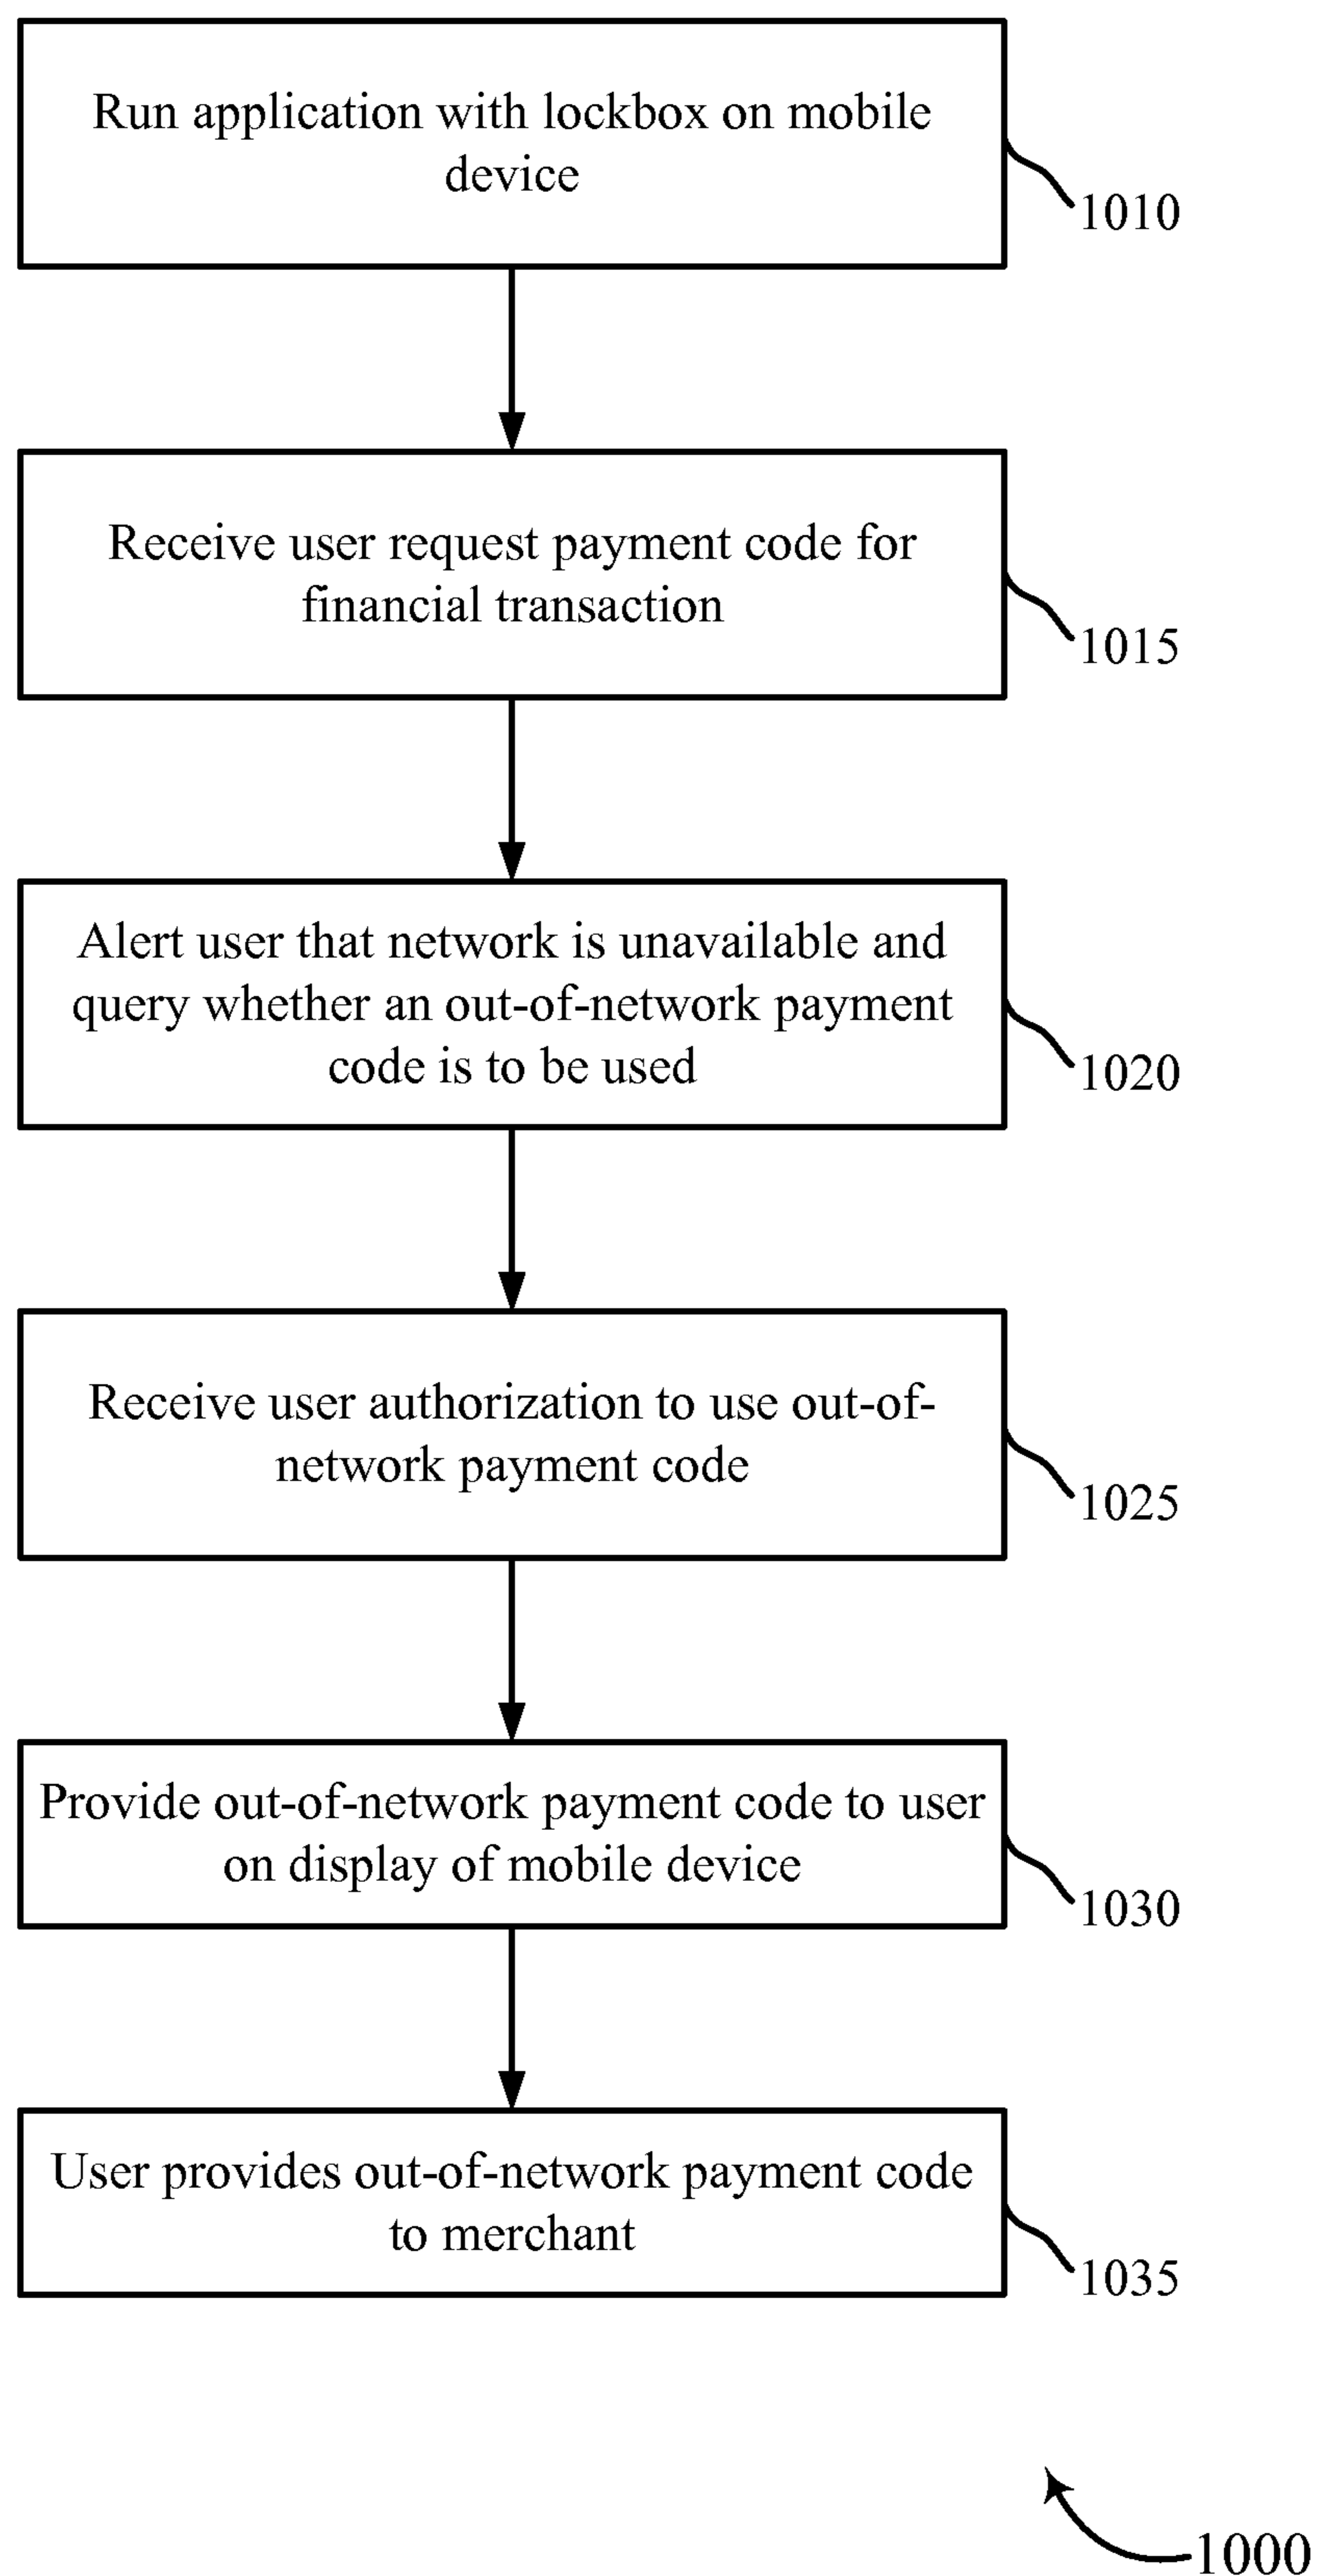 Run application with lockbox on mobile
device
1010
Receive user request payment code for
financial transaction
1015
Alert user that network is unavailable and
query whether an out-of-network payment
code is to be used
1020
Receive user authorization to use out-of-
network payment code
1025
Provide out-of-network payment code to user
on display of mobile device
1030
User provides out-of-network payment code
to merchant
1035
1000